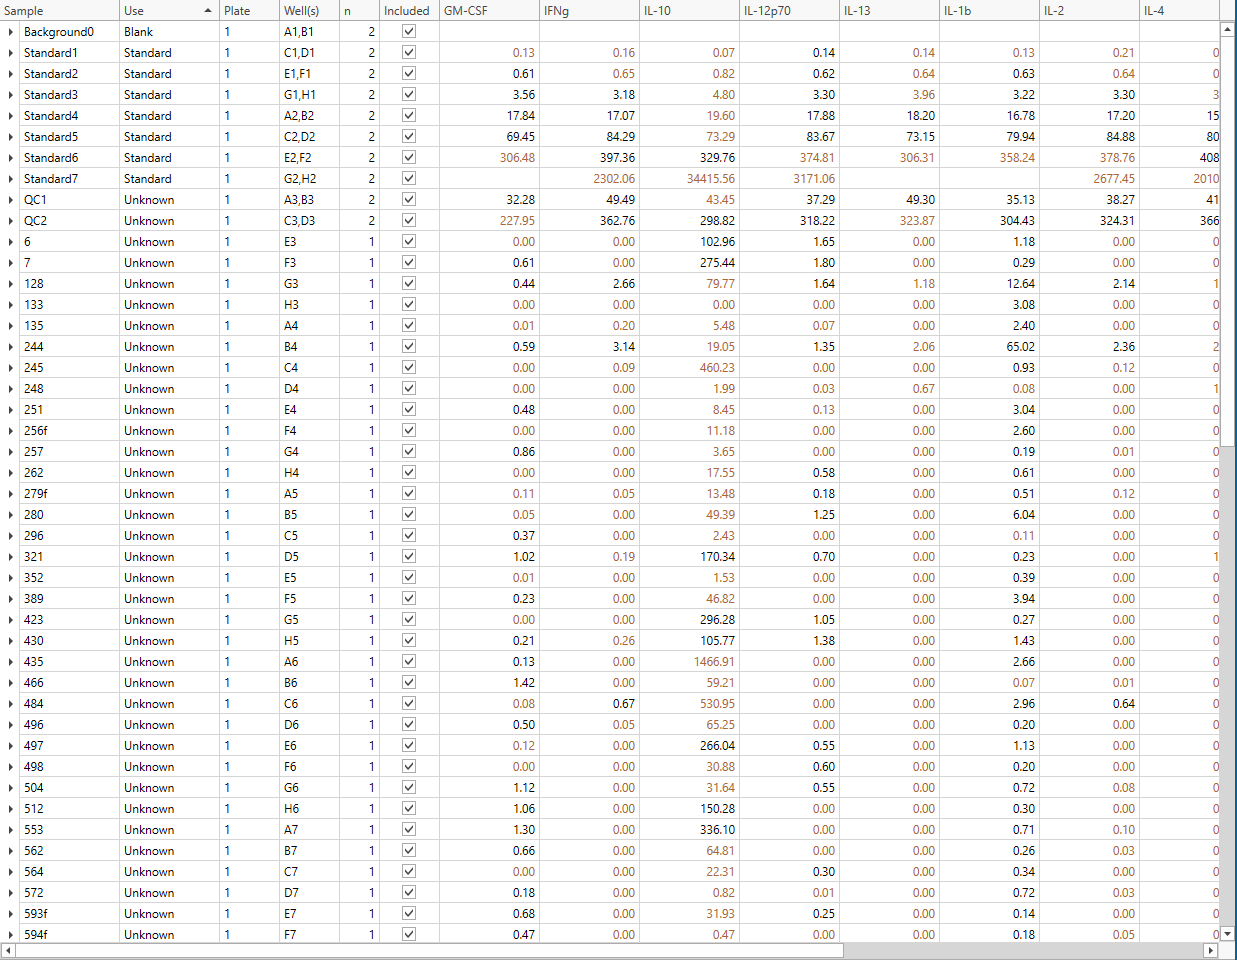 Sample Use Plate Well(s) n Included GM-CSF IFNg IL-10 IL-12p70 IL-13 IL-1b IL-2 IL-4
Background0 Blank 1 A1,B1 2
Standard1 Standard 1 C1,D1 2 0.13 0.16 0.07 0.14 0.14 0.13 0.21 0
Standard2 Standard 1 E1,F1 2 0.61 0.65 0.82 0.62 0.64 0.63 0.64 0
Standard3 Standard 1 G1,H1 2 3.56 3.18 4.80 3.30 3.96 3.22 3.30 3
Standard4 Standard 1 A2,B2 2 17.84 17.07 19.60 17.88 18.20 16.78 17.20 15
Standard5 Standard 1 C2,D2 2 69.45 84.29 73.29 83.67 73.15 79.94 84.88 80
Standard6 Standard 1 E2,F2 2 306.48 397.36 329.76 374.81 306.31 358.24 378.76 408
Standard7 Standard 1 G2,H2 2 2302.06 34415.56 3171.06 2677.45 2010
QC1 Unknown 1 A3,B3 2 32.28 49.49 43.45 37.29 49.30 35.13 38.27 41
QC2 Unknown 1 C3,D3 2 227.95 362.76 298.82 318.22 323.87 304.43 324.31 366
6 Unknown 1 E3 1 0.00 0.00 102.96 1.65 0.00 1.18 0.00 0
7 Unknown 1 F3 1 0.61 0.00 275.44 1.80 0.00 0.29 0.00 0
128 Unknown 1 G3 1 0.44 2.66 79.77 1.64 1.18 12.64 2.14 1
133 Unknown 1 H3 1 0.00 0.00 0.00 0.00 0.00 3.08 0.00 0
135 Unknown 1 A4 1 0.01 0.20 5.48 0.07 0.00 2.40 0.00 0
244 Unknown 1 B4 1 0.59 3.14 19.05 1.35 2.06 65.02 2.36 2
245 Unknown 1 C4 1 0.00 0.09 460.23 0.00 0.00 0.93 0.12 0
248 Unknown 1 D4 1 0.00 0.00 1.99 0.03 0.67 0.08 0.00 1
251 Unknown 1 E4 1 0.48 0.00 8.45 0.13 0.00 3.04 0.00 0
256f Unknown 1 F4 1 0.00 0.00 11.18 0.00 0.00 2.60 0.00 0
257 Unknown 1 G4 1 0.86 0.00 3.65 0.00 0.00 0.19 0.01 0
262 Unknown 1 H4 1 0.00 0.00 17.55 0.58 0.00 0.61 0.00 0
279f Unknown 1 A5 1 0.11 0.05 13.48 0.18 0.00 0.51 0.12 0
280 Unknown 1 B5 1 0.05 0.00 49.39 1.25 0.00 6.04 0.00 0
296 Unknown 1 C5 1 0.37 0.00 2.43 0.00 0.00 0.11 0.00 0
321 Unknown 1 D5 1 1.02 0.19 170.34 0.70 0.00 0.23 0.00 1
352 Unknown 1 E5 1 0.01 0.00 1.53 0.00 0.00 0.39 0.00 0
389 Unknown 1 F5 1 0.23 0.00 46.82 0.00 0.00 3.94 0.00 0
423 Unknown 1 G5 1 0.00 0.00 296.28 1.05 0.00 0.27 0.00 0
430 Unknown 1 H5 1 0.21 0.26 105.77 1.38 0.00 1.43 0.00 0
435 Unknown 1 A6 1 0.13 0.00 1466.91 0.00 0.00 2.66 0.00 0
466 Unknown 1 B6 1 1.42 0.00 59.21 0.00 0.00 0.07 0.01 0
484 Unknown 1 C6 1 0.08 0.67 530.95 0.00 0.00 2.96 0.64 0
496 Unknown 1 D6 1 0.50 0.05 65.25 0.00 0.00 0.20 0.00 0
497 Unknown 1 E6 1 0.12 0.00 266.04 0.55 0.00 1.13 0.00 0
498 Unknown 1 F6 1 0.00 0.00 30.88 0.60 0.00 0.20 0.00 0
504 Unknown 1 G6 1 1.12 0.00 31.64 0.55 0.00 0.72 0.08 0
512 Unknown 1 H6 1 1.06 0.00 150.28 0.00 0.00 0.30 0.00 0
553 Unknown 1 A7 1 1.30 0.00 336.10 0.00 0.00 0.71 0.10 0
562 Unknown 1 B7 1 0.66 0.00 64.81 0.00 0.00 0.26 0.03 0
564 Unknown 1 C7 1 0.00 0.00 22.31 0.30 0.00 0.34 0.00 0
572 Unknown 1 D7 1 0.18 0.00 0.82 0.01 0.00 0.72 0.03 0
593f Unknown 1 E7 1 0.68 0.00 31.93 0.25 0.00 0.14 0.00 0
594f Unknown 1 F7 1 0.47 0.00 0.47 0.00 0.00 0.18 0.05 0